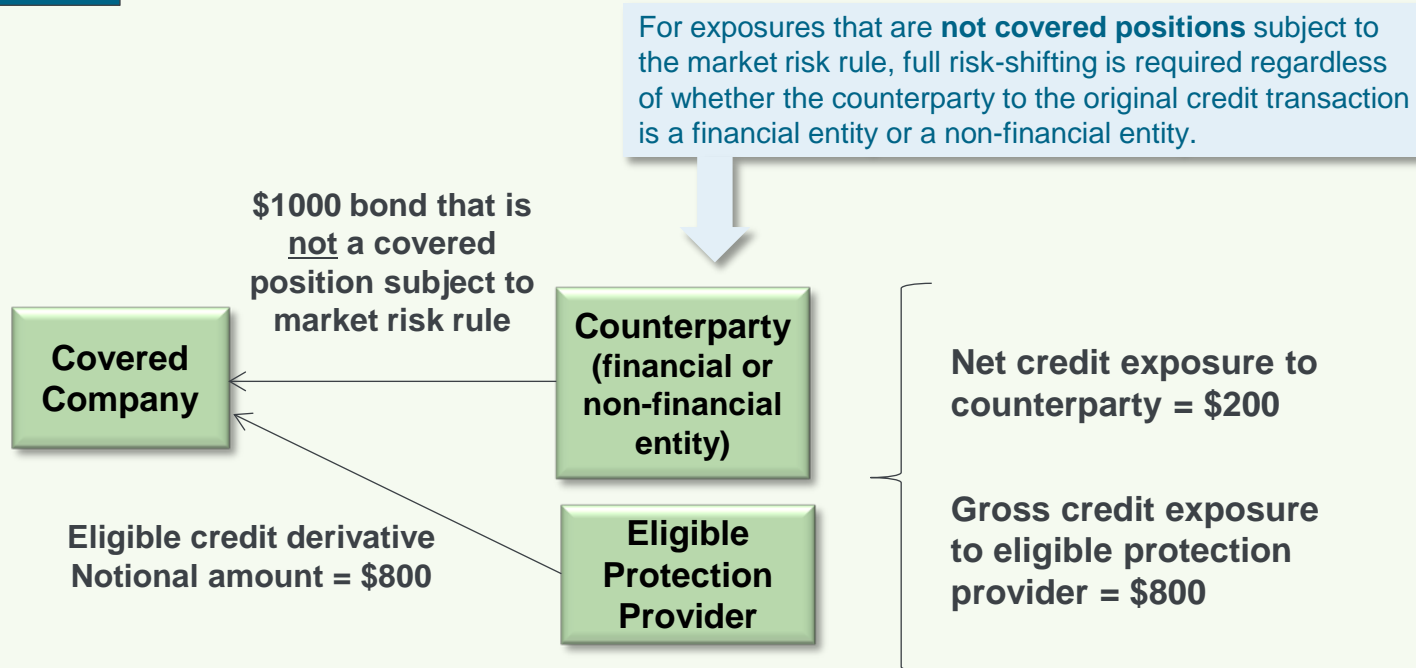 For exposures that are not covered positions subject to
the market risk rule, full risk-shifting is required regardless
of whether the counterparty to the original credit transaction
is a financial entity or a non-financial entity.
$1000 bond that is
not a covered
position subject to
market risk rule
Covered
Company
Counterparty
(financial or
non-financial
entity)
Net credit exposure to
counterparty = $200
Eligible credit derivative
Notional amount = $800
Eligible
Protection
Provider
Gross credit exposure
to eligible protection
provider = $800